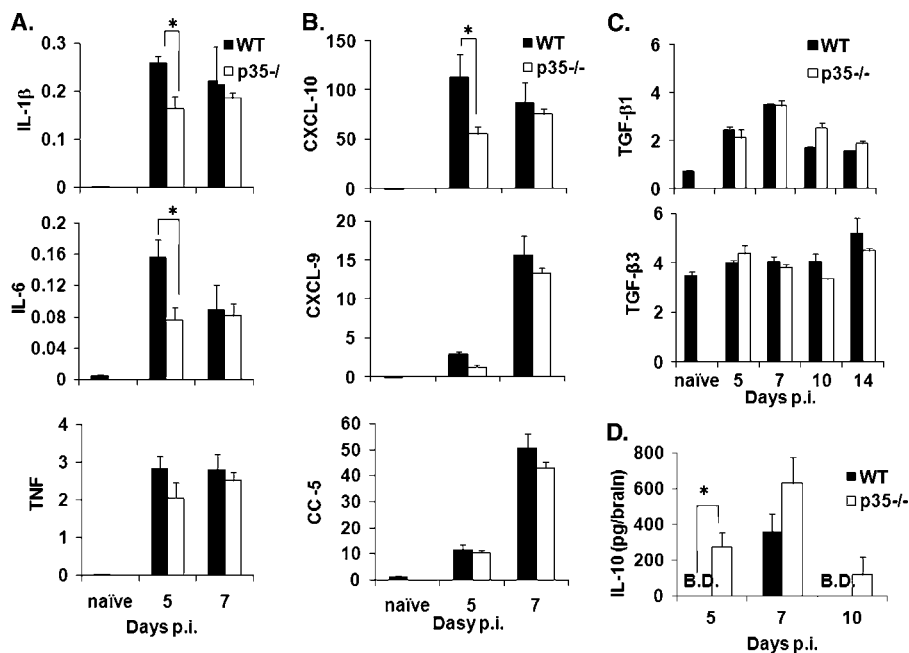 A.
*
WT
p35-/
IL-1β
0.3
0.2
0.1
0
*
IL-6
0.2
0.16
0.12
0.08
0.04
0
TNF
4
3
2
1
0
naïve 5 7
Days p.i.
B.
*
WT
p35-/-
CXCL-10
150
100
50
0
CXCL-9
20
15
10
5
0
CC-5
60
50
40
30
20
10
0
naïve 5 7
Dasy p.i.
C.
WT
p35-/-
TGF-β1
6
4
2
0
TGF-β3
6
4
2
0
naïve 5 7 10 14
Days p.i.
D.
WT
p35-/-
IL-10 (pg/brain)
800
600
400
200
0
*
B.D. B.D.
5 7 10
Days p.i.